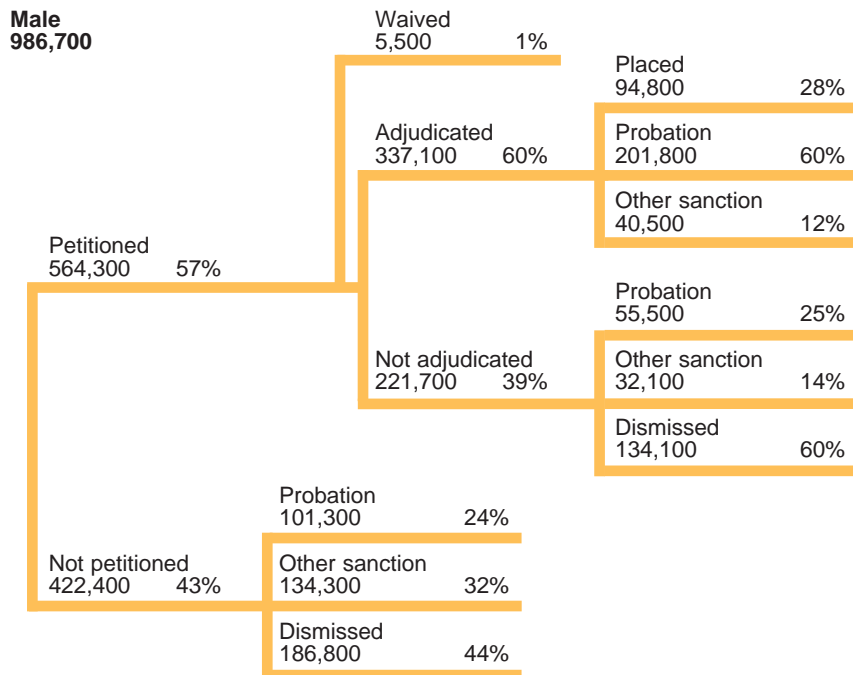 Male
986,700
Waived
5,500 1%
Placed
94,800 28%
Adjudicated
337,100 60%
Probation
201,800 60%
Other sanction
40,500 12%
Petitioned
564,300 57%
Probation
55,500 25%
Not adjudicated
221,700 39%
Other sanction
32,100 14%
Dismissed
134,100 60%
Probation
101,300 24%
Not petitioned
422,400 43%
Other sanction
134,300 32%
Dismissed
186,800 44%